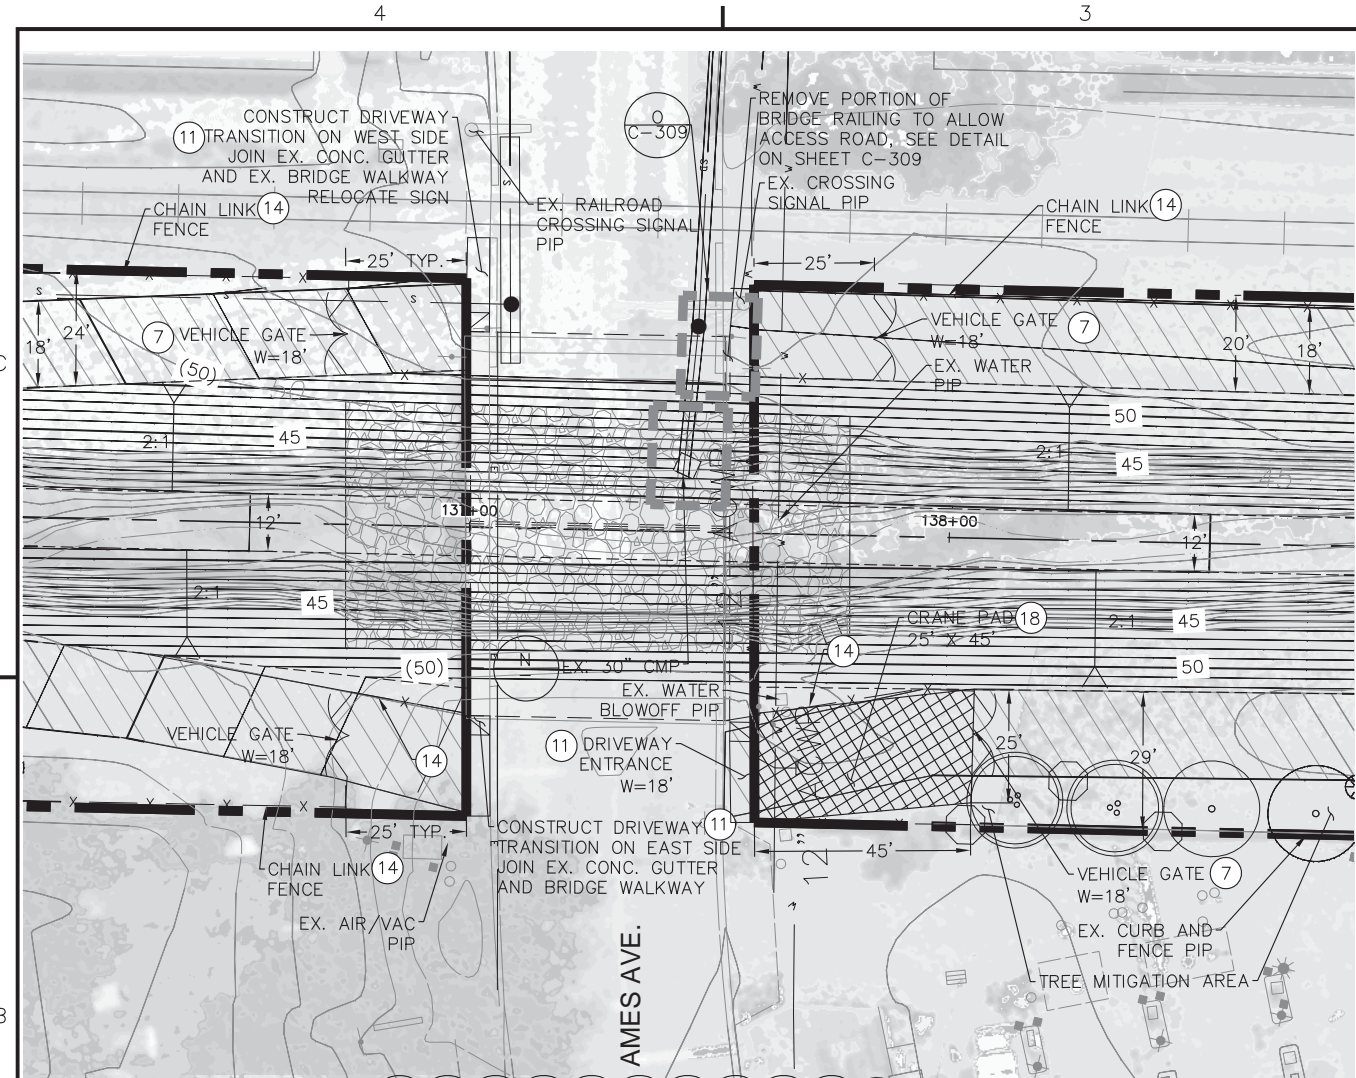 4
3
CONSTRUCT DRIVEWAY
11 TRANSITION ON WEST SIDE
JOIN EX. CONC. GUTTER
AND EX. BRIDGE WALKWAY
RELOCATE SIGN
O
C-309
REMOVE PORTION OF
BRIDGE RAILING TO ALLOW
ACCESS ROAD, SEE DETAIL
ON SHEET C-309
EX. CROSSING
SIGNAL PIP
CHAIN LINK 14
FENCE
EX. RAILROAD
CROSSING SIGNAL
PIP
CHAIN LINK 14
FENCE
25' TYP.
25'
18'
24'
7 VEHICLE GATE
W=18'
(50)
VEHICLE GATE 7
W=18'
EX. WATER
PIP
20'
18'
C
50
2:1
45
2:1
45
45
12'
137+00
138+00
12'
2:1
45
CRANE PAD 18
25' X 45'
2:1
45
14
(50)
N
EX. 30" CMP
50
EX. WATER
BLOWOFF PIP
VEHICLE GATE
W=18'
14
11 DRIVEWAY
ENTRANCE
W=18'
25'
29'
25' TYP.
11
CONSTRUCT DRIVEWAY
TRANSITION ON EAST SIDE
JOIN EX. CONC. GUTTER
AND BRIDGE WALKWAY
12"
45'
CHAIN LINK 14
FENCE
VEHICLE GATE 7
W=18'
EX. AIR/VAC
PIP
EX. CURB AND
FENCE PIP
TREE MITIGATION AREA
AMES AVE.
B